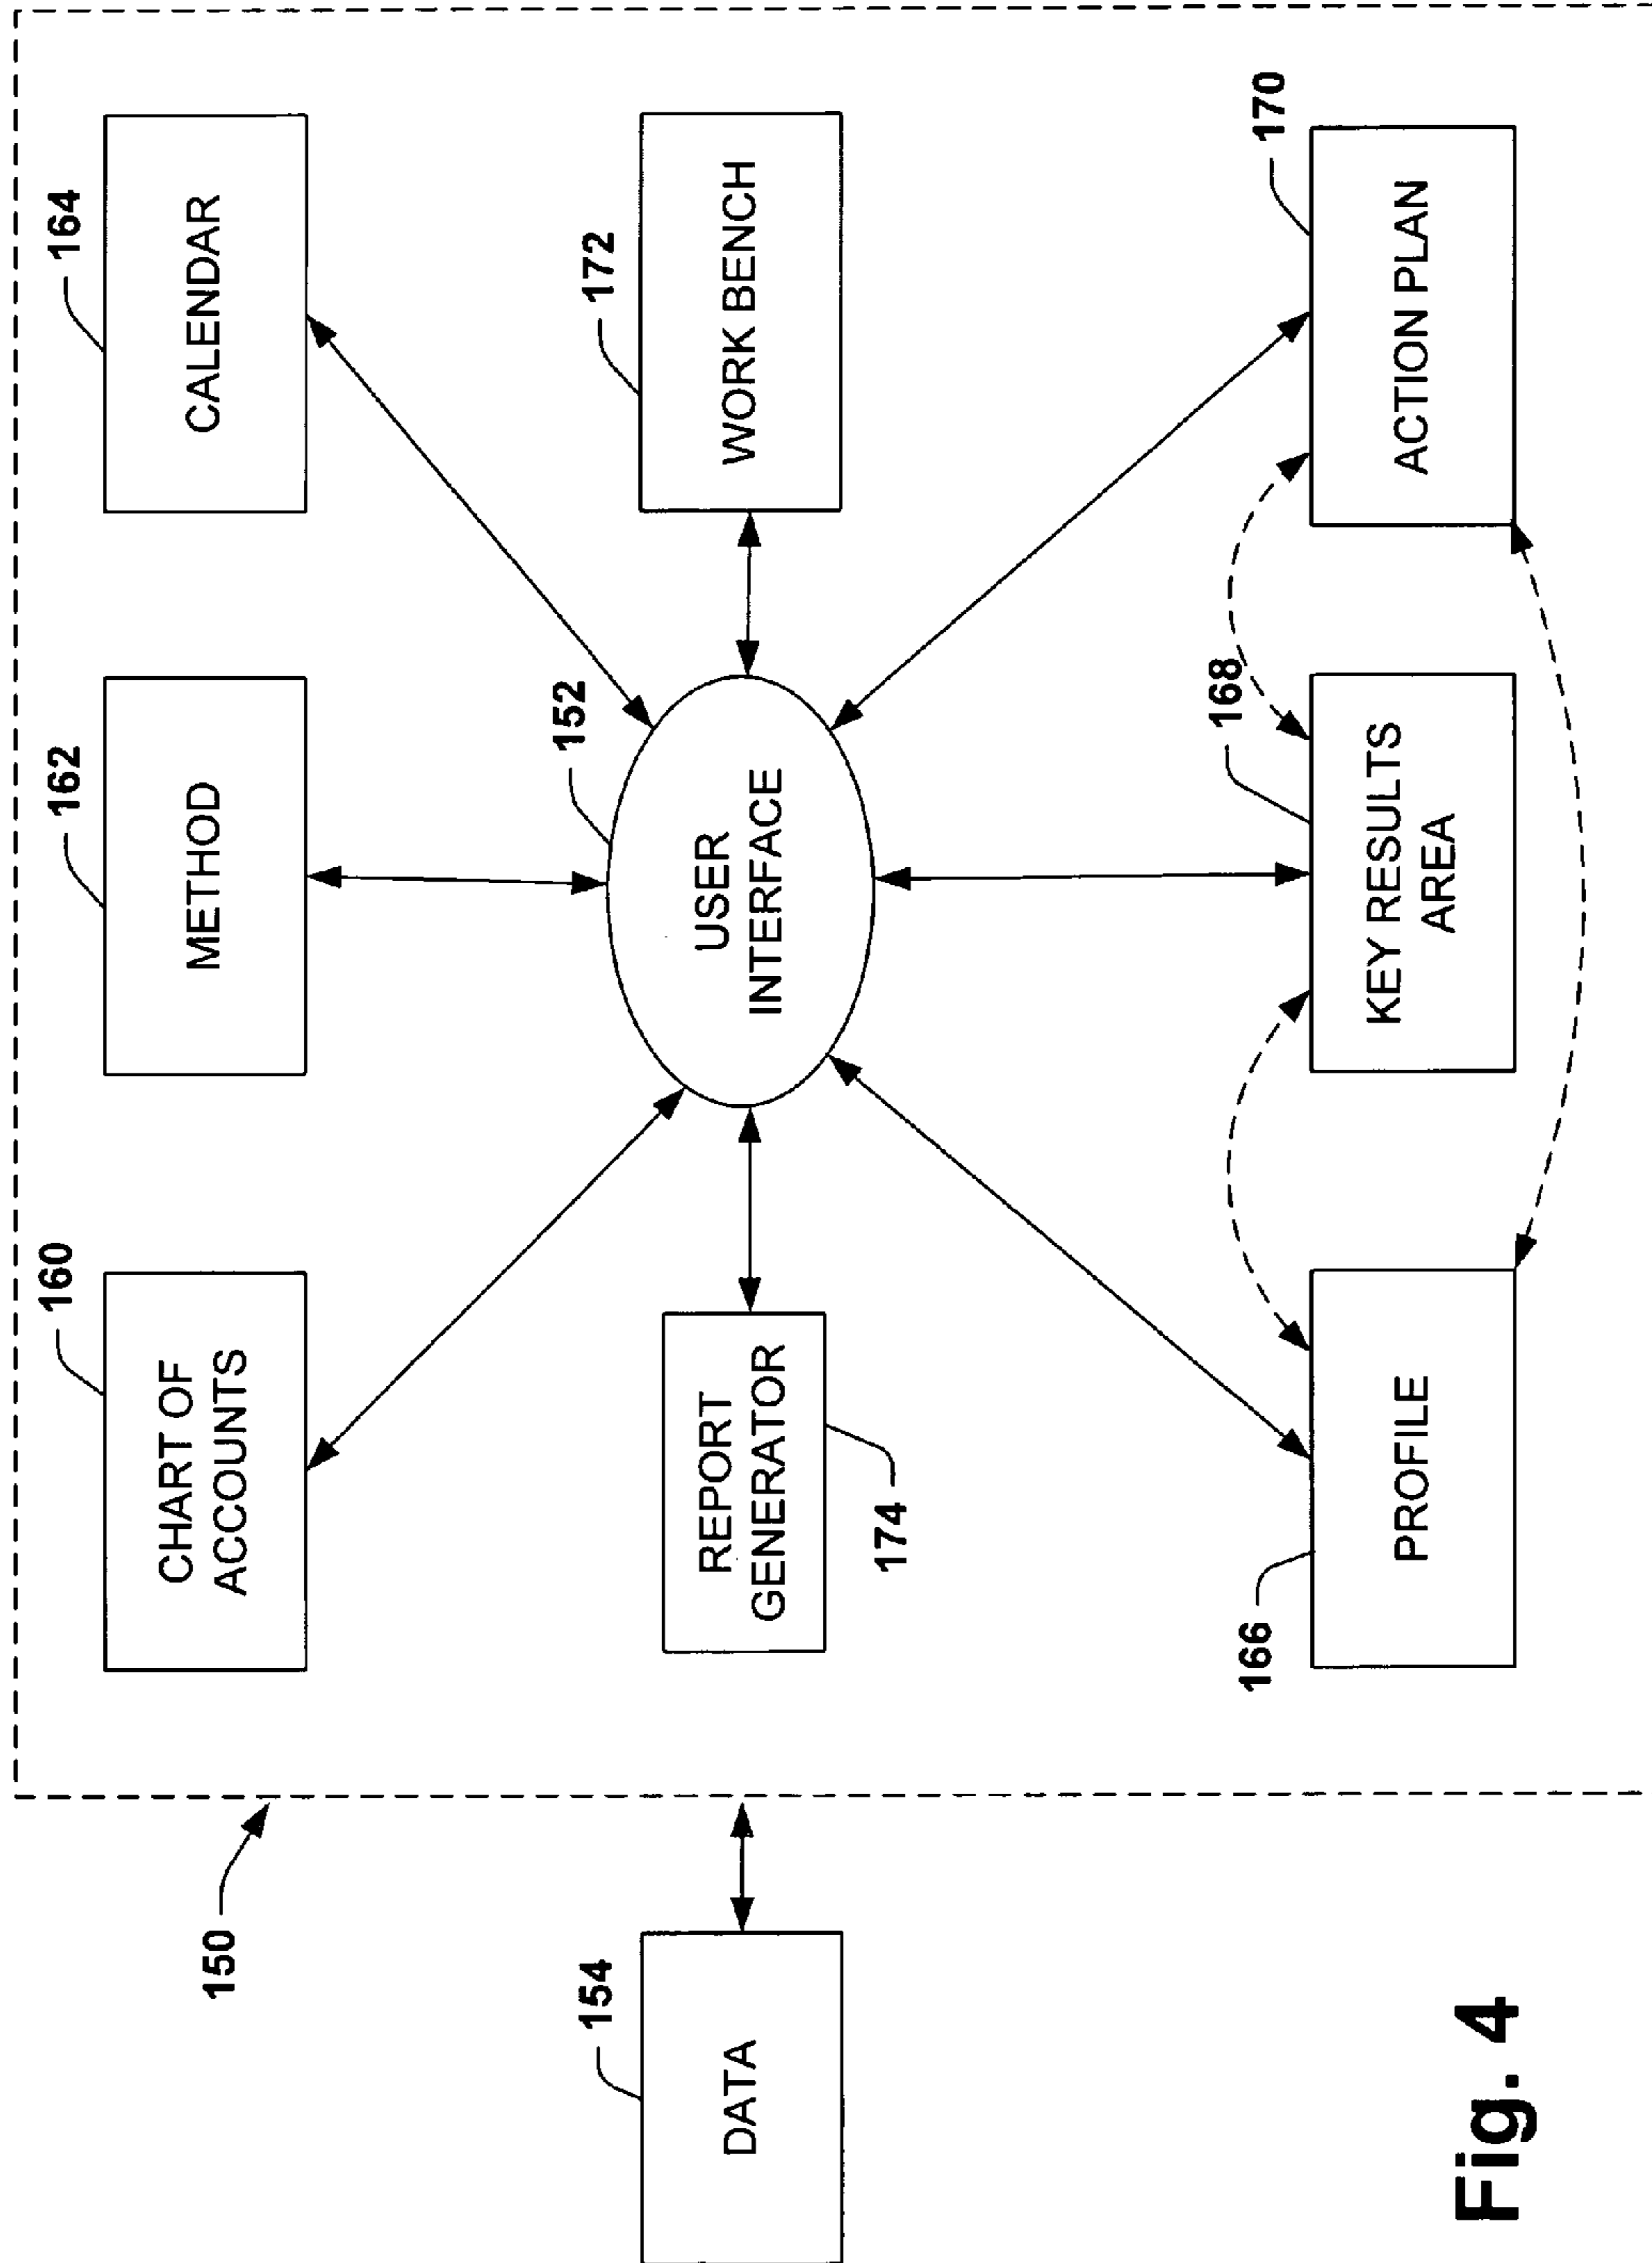 160
CHART OF
ACCOUNTS
162
METHOD
164
CALENDAR
150
154
DATA
REPORT
GENERATOR
174
152
USER
INTERFACE
172
WORK BENCH
166
PROFILE
168
KEY RESULTS
AREA
170
ACTION PLAN
Fig. 4